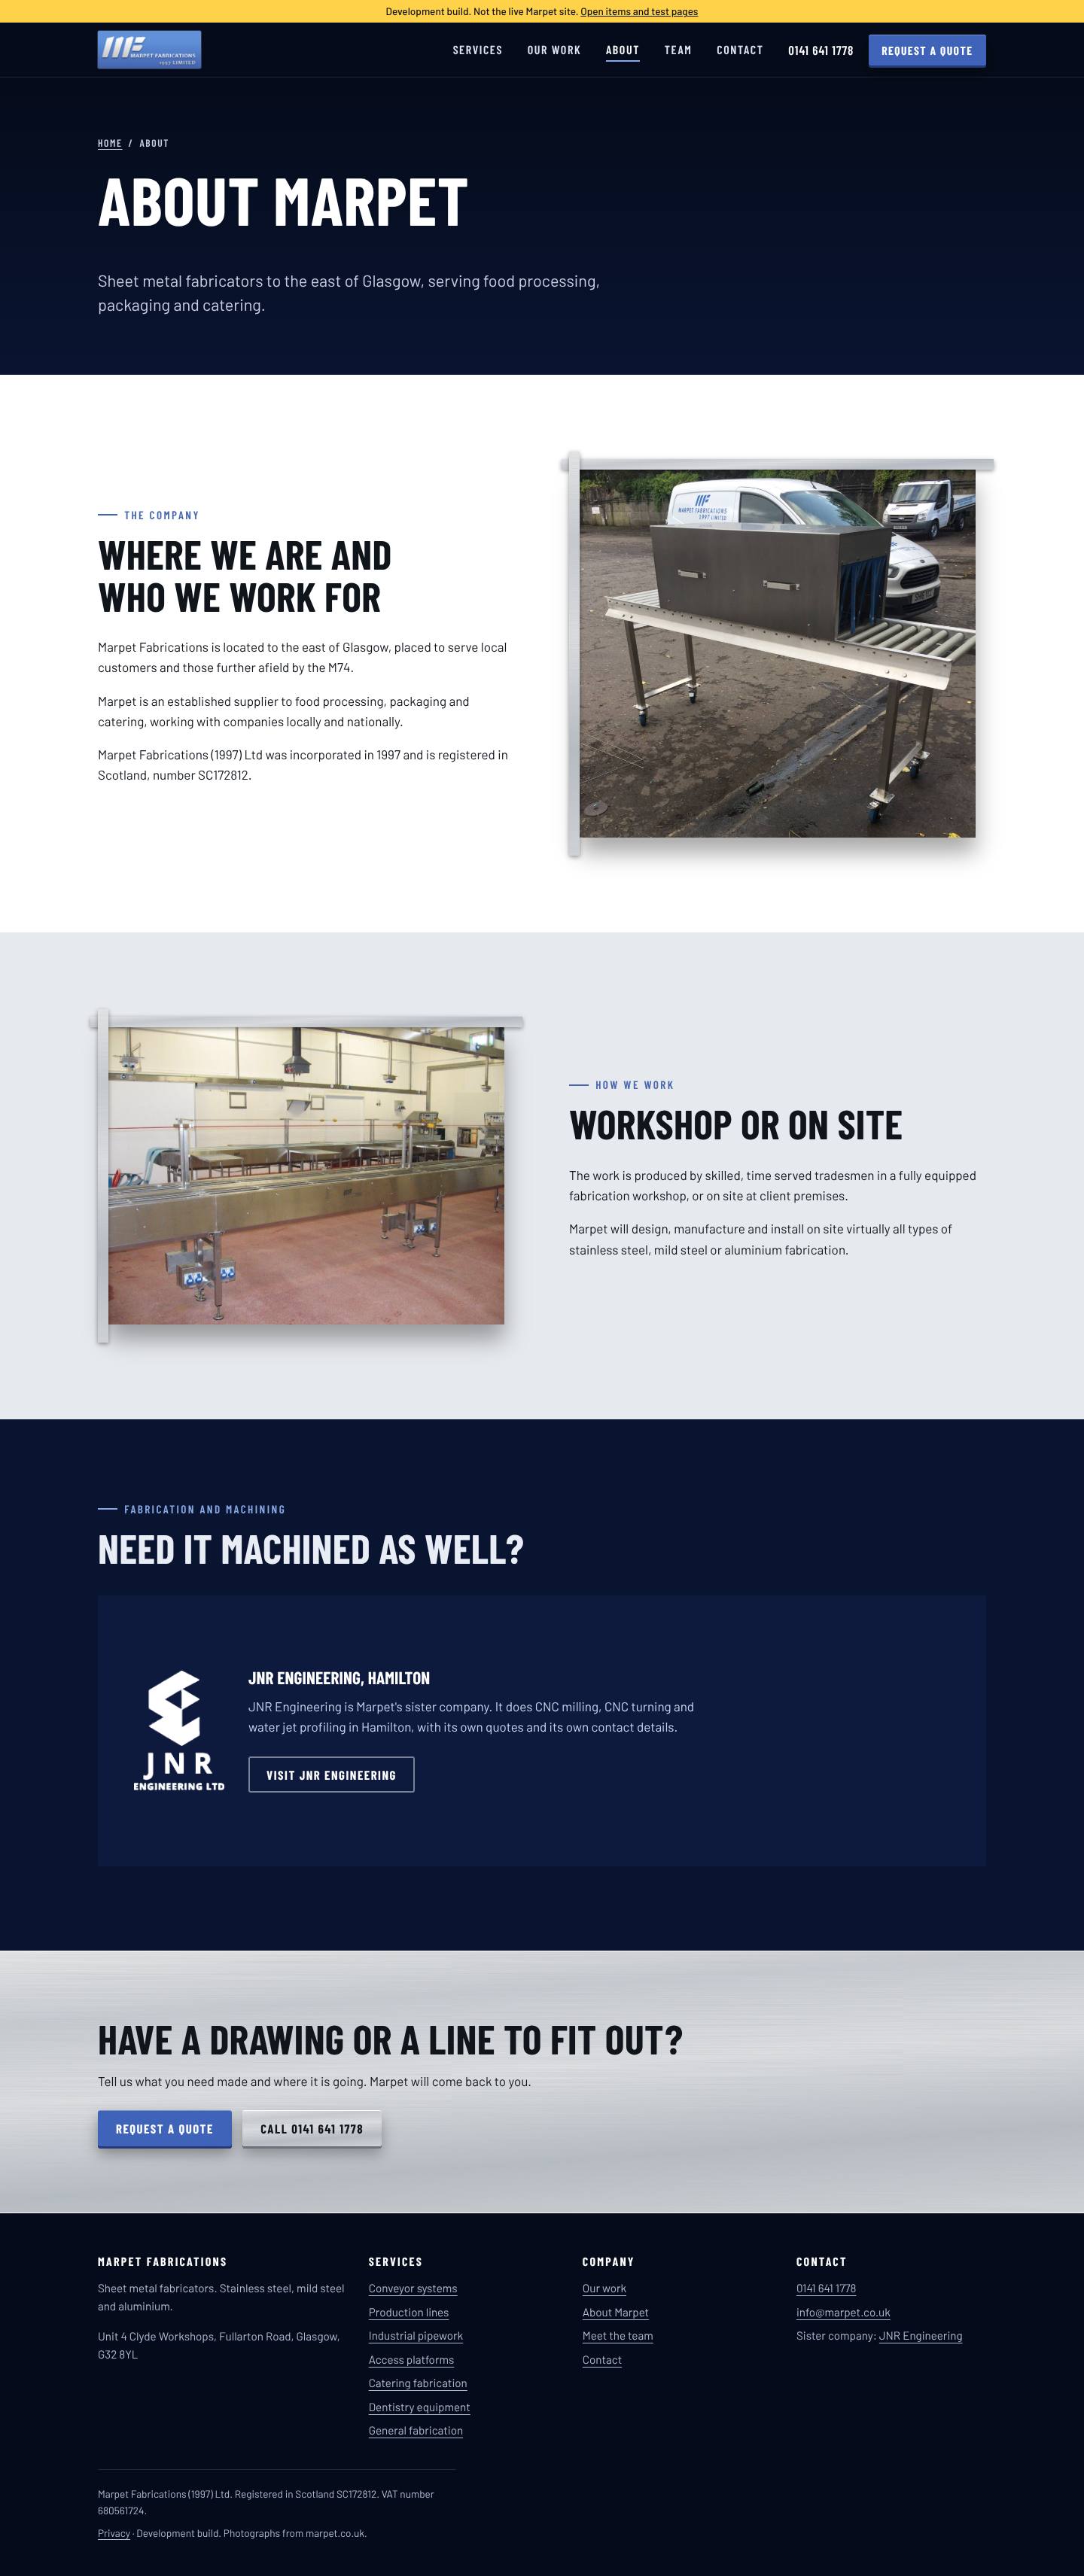 Development build. Not the live Marpet site. Open items and test pages
MF
MARPET FABRICATIONS
1997 LIMITED
SERVICES
OUR WORK
ABOUT
TEAM
CONTACT
0141 641 1778
REQUEST A QUOTE
HOME / ABOUT
ABOUT MARPET
Sheet metal fabricators to the east of Glasgow, serving food processing,
packaging and catering.
THE COMPANY
WHERE WE ARE AND
WHO WE WORK FOR
Marpet Fabrications is located to the east of Glasgow, placed to serve local
customers and those further afield by the M74.
Marpet is an established supplier to food processing, packaging and
catering, working with companies locally and nationally.
Marpet Fabrications (1997) Ltd was incorporated in 1997 and is registered in
Scotland, number SC172812.
MF
MARPET FABRICATIONS
1997 LIMITED
HOW WE WORK
WORKSHOP OR ON SITE
The work is produced by skilled, time served tradesmen in a fully equipped
fabrication workshop, or on site at client premises.
Marpet will design, manufacture and install on site virtually all types of
stainless steel, mild steel or aluminium fabrication.
FABRICATION AND MACHINING
NEED IT MACHINED AS WELL?
JNR
ENGINEERING LTD
JNR ENGINEERING, HAMILTON
JNR Engineering is Marpet's sister company. It does CNC milling, CNC turning and
water jet profiling in Hamilton, with its own quotes and its own contact details.
VISIT JNR ENGINEERING
HAVE A DRAWING OR A LINE TO FIT OUT?
Tell us what you need made and where it is going. Marpet will come back to you.
REQUEST A QUOTE
CALL 0141 641 1778
MARPET FABRICATIONS
Sheet metal fabricators. Stainless steel, mild steel
and aluminium.
Unit 4 Clyde Workshops, Fullarton Road, Glasgow,
G32 8YL
SERVICES
Conveyor systems
Production lines
Industrial pipework
Access platforms
Catering fabrication
Dentistry equipment
General fabrication
COMPANY
Our work
About Marpet
Meet the team
Contact
CONTACT
0141 641 1778
info@marpet.co.uk
Sister company: JNR Engineering
Marpet Fabrications (1997) Ltd. Registered in Scotland SC172812. VAT number
680561724.
Privacy · Development build. Photographs from marpet.co.uk.